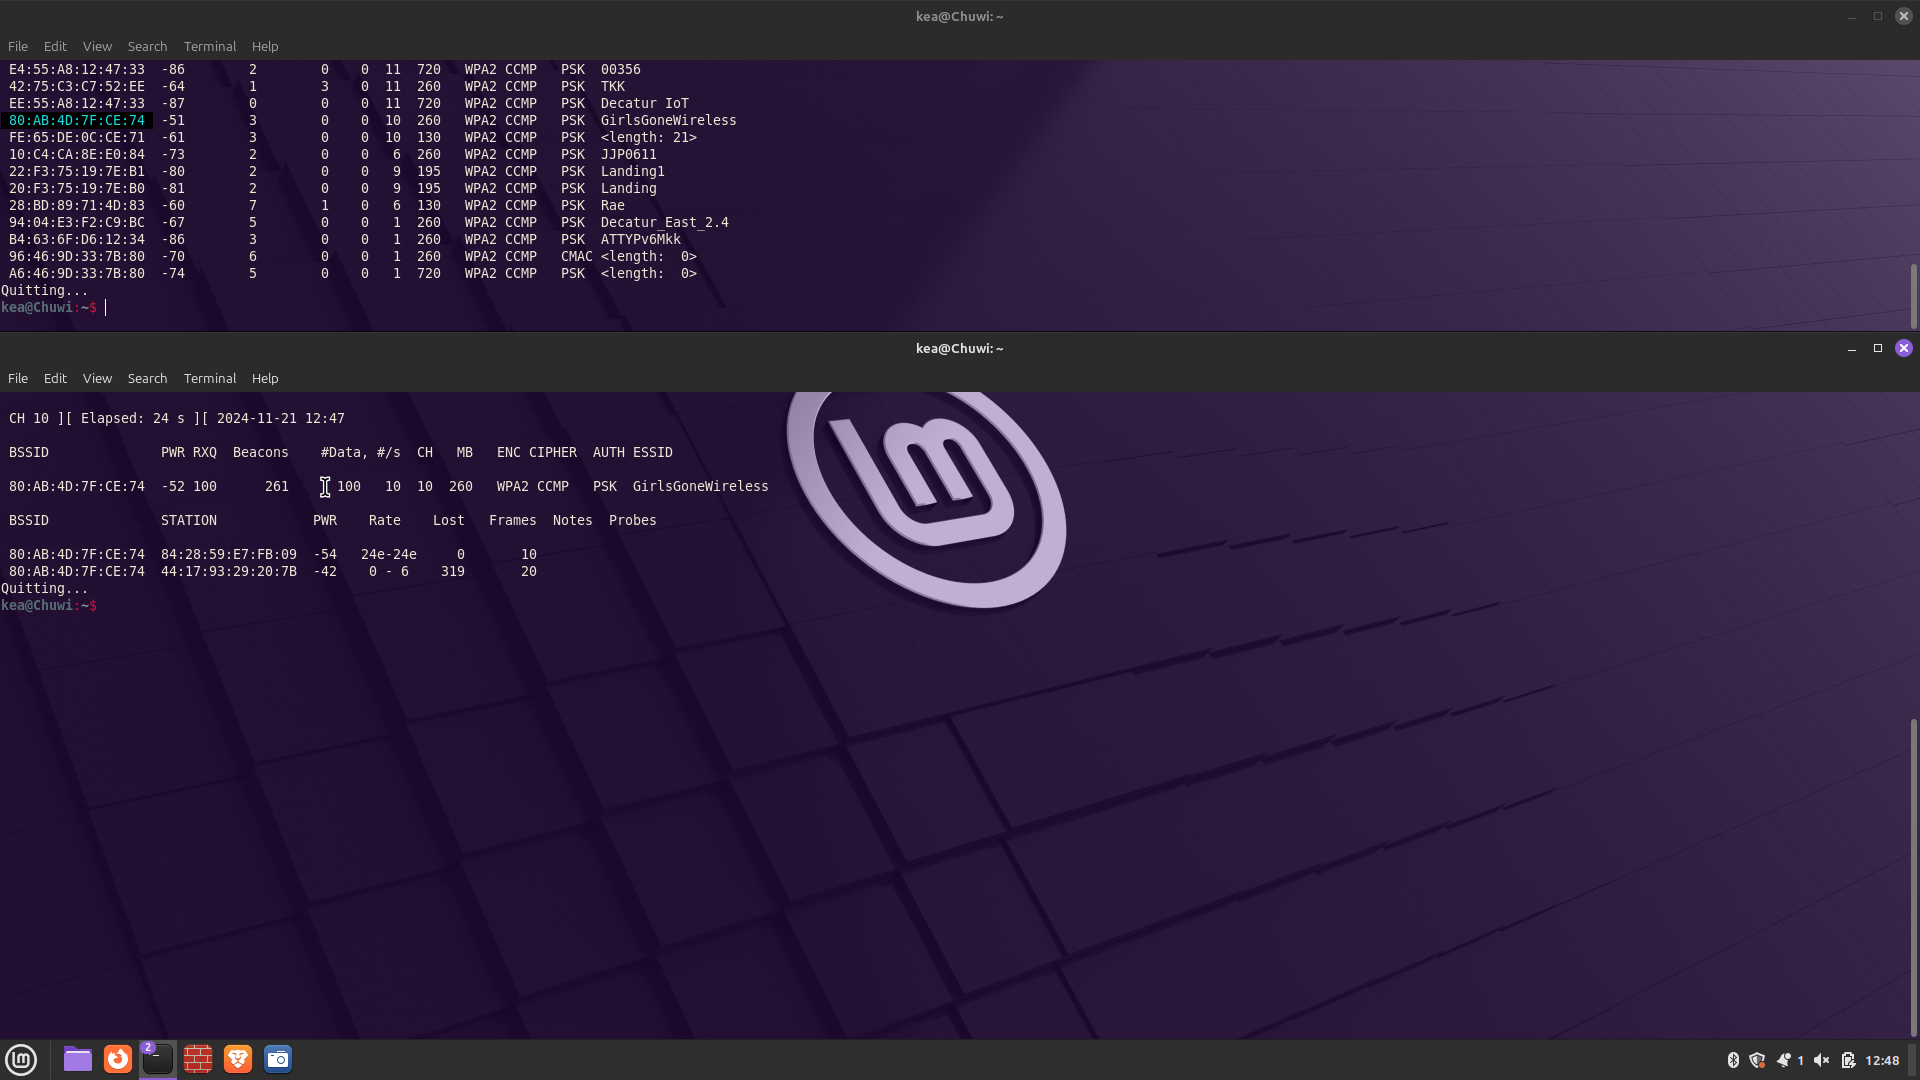 kea@Chuwi: ~
File Edit View Search Terminal Help
E4:55:A8:12:47:33 -86 2 0 0 11 720 WPA2 CCMP PSK 00356
42:75:C3:C7:52:EE -64 1 3 0 11 260 WPA2 CCMP PSK TKK
EE:55:A8:12:47:33 -87 0 0 0 11 720 WPA2 CCMP PSK Decatur IoT
80:AB:4D:7F:CE:74 -51 3 0 0 10 260 WPA2 CCMP PSK GirlsGoneWireless
FE:65:DE:0C:CE:71 -61 3 0 0 10 130 WPA2 CCMP PSK <length: 21>
10:C4:CA:8E:E0:84 -73 2 0 0 6 260 WPA2 CCMP PSK JJP0611
22:F3:75:19:7E:B1 -80 2 0 0 9 195 WPA2 CCMP PSK Landing1
20:F3:75:19:7E:B0 -81 2 0 0 9 195 WPA2 CCMP PSK Landing
28:BD:89:71:4D:83 -60 7 1 0 6 130 WPA2 CCMP PSK Rae
94:04:E3:F2:C9:BC -67 5 0 0 1 260 WPA2 CCMP PSK Decatur_East_2.4
B4:63:6F:D6:12:34 -86 3 0 0 1 260 WPA2 CCMP PSK ATTYPv6Mkk
96:46:9D:33:7B:80 -70 6 0 0 1 260 WPA2 CCMP CMAC <length: 0>
A6:46:9D:33:7B:80 -74 5 0 0 1 720 WPA2 CCMP PSK <length: 0>
Quitting...
kea@Chuwi:~$
kea@Chuwi: ~
File Edit View Search Terminal Help
CH 10 ][ Elapsed: 24 s ][ 2024-11-21 12:47
BSSID PWR RXQ Beacons #Data, #/s CH MB ENC CIPHER AUTH ESSID
80:AB:4D:7F:CE:74 -52 100 261 100 10 10 260 WPA2 CCMP PSK GirlsGoneWireless
BSSID STATION PWR Rate Lost Frames Notes Probes
80:AB:4D:7F:CE:74 84:28:59:E7:FB:09 -54 24e-24e 0 10
80:AB:4D:7F:CE:74 44:17:93:29:20:7B -42 0 - 6 319 20
Quitting...
kea@Chuwi:~$
2
1 12:48